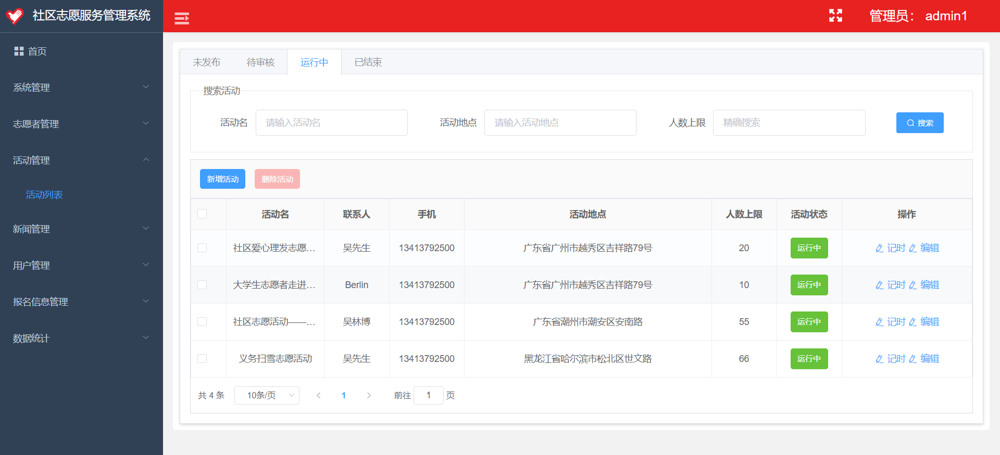 社区志愿服务管理系统
管理员： admin1
首页
系统管理
志愿者管理
活动管理
活动列表
新闻管理
用户管理
报名信息管理
数据统计
未发布 待审核 运行中 已结束
搜索活动
活动名 请输入活动名 活动地点 请输入活动地点 人数上限 精确搜索 搜索
新增活动 删除活动
活动名 联系人 手机 活动地点 人数上限 活动状态 操作
社区爱心理发志愿... 吴先生 13413792500 广东省广州市越秀区吉祥路79号 20 运行中 记时 编辑
大学生志愿者走进... Berlin 13413792500 广东省广州市越秀区吉祥路79号 10 运行中 记时 编辑
社区志愿活动——... 吴林博 13413792500 广东省潮州市潮安区安南路 55 运行中 记时 编辑
义务扫雪志愿活动 吴先生 13413792500 黑龙江省哈尔滨市松北区世文路 66 运行中 记时 编辑
共 4 条 10条/页 1 前往 1 页